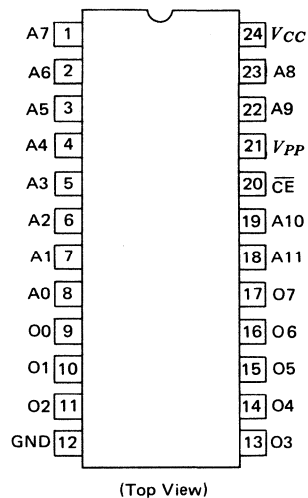 A7 1 24 VCC
A6 2 23 A8
A5 3 22 A9
A4 4 21 VPP
A3 5 20 C̅E̅
A2 6 19 A10
A1 7 18 A11
A0 8 17 O7
O0 9 16 O6
O1 10 15 O5
O2 11 14 O4
GND 12 13 O3
(Top View)